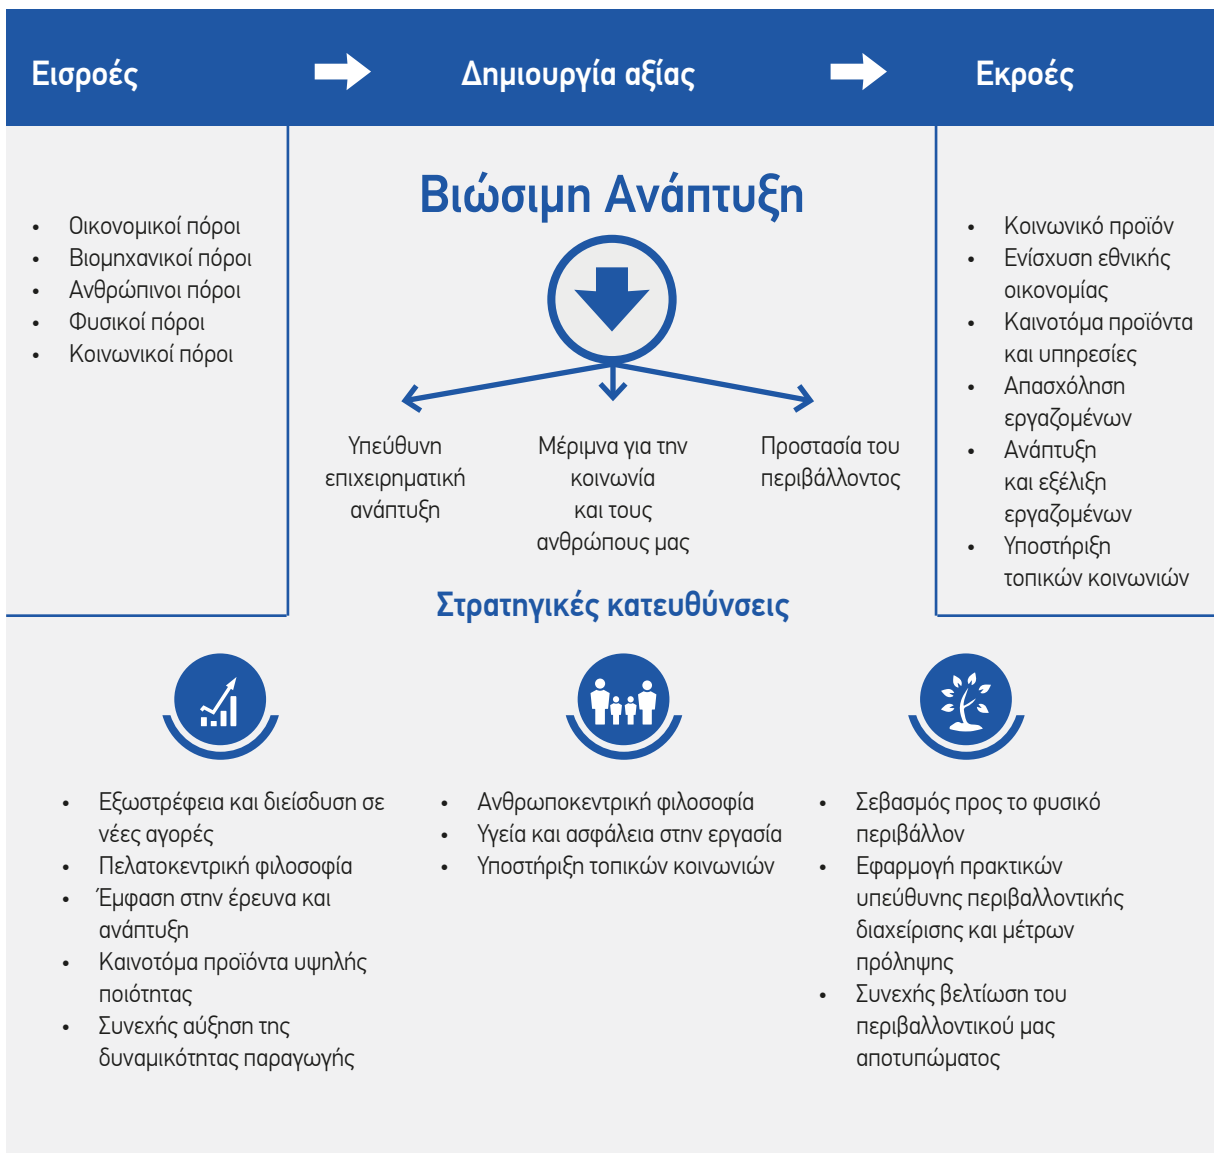 Εισροές
Δημιουργία αξίας
Εκροές
• Οικονομικοί πόροι
• Βιομηχανικοί πόροι
• Ανθρώπινοι πόροι
• Φυσικοί πόροι
• Κοινωνικοί πόροι
Βιώσιμη Ανάπτυξη
Υπεύθυνη
επιχειρηματική
ανάπτυξη
Μέριμνα για την
κοινωνία
και τους
ανθρώπους μας
Προστασία του
περιβάλλοντος
• Κοινωνικό προϊόν
• Ενίσχυση εθνικής
οικονομίας
• Καινοτόμα προϊόντα
και υπηρεσίες
• Απασχόληση
εργαζομένων
• Ανάπτυξη
και εξέλιξη
εργαζομένων
• Υποστήριξη
τοπικών κοινωνιών
Στρατηγικές κατευθύνσεις
• Εξωστρέφεια και διείσδυση σε
νέες αγορές
• Πελατοκεντρική φιλοσοφία
• Έμφαση στην έρευνα και
ανάπτυξη
• Καινοτόμα προϊόντα υψηλής
ποιότητας
• Συνεχής αύξηση της
δυναμικότητας παραγωγής
• Ανθρωποκεντρική φιλοσοφία
• Υγεία και ασφάλεια στην εργασία
• Υποστήριξη τοπικών κοινωνιών
• Σεβασμός προς το φυσικό
περιβάλλον
• Εφαρμογή πρακτικών
υπεύθυνης περιβαλλοντικής
διαχείρισης και μέτρων
πρόληψης
• Συνεχής βελτίωση του
περιβαλλοντικού μας
αποτυπώματος